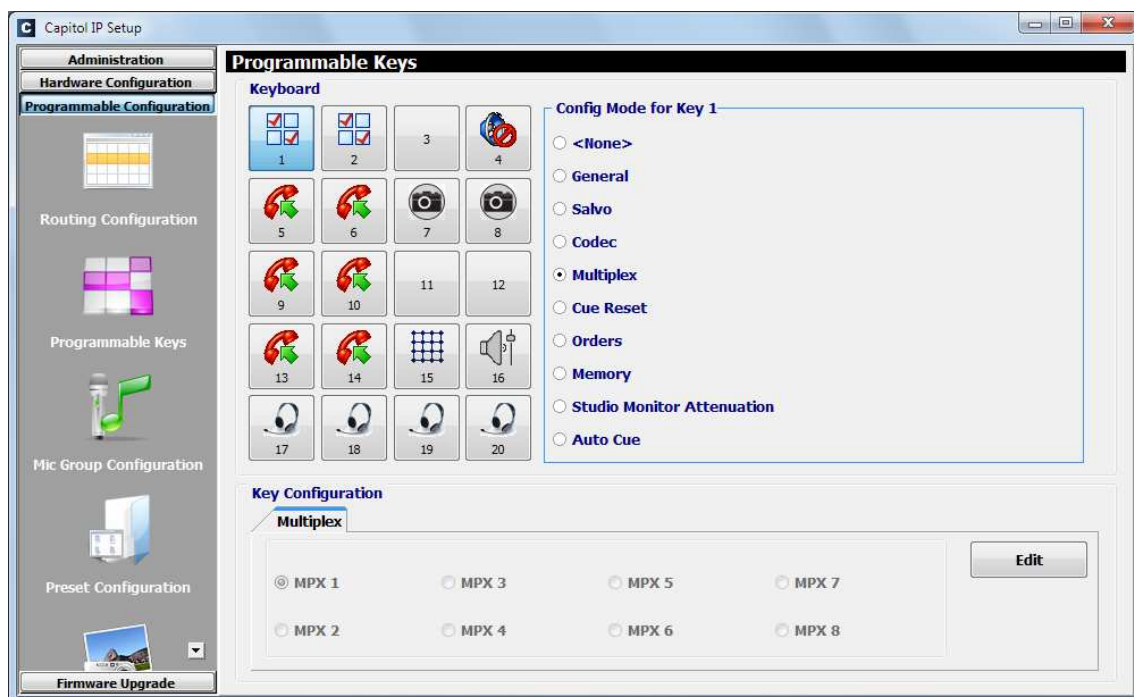 C Capitol IP Setup
Administration
Hardware Configuration
Programmable Configuration
Routing Configuration
Programmable Keys
Mic Group Configuration
Preset Configuration
Firmware Upgrade
Programmable Keys
Keyboard
1 2 3 4
5 6 7 8
9 10 11 12
13 14 15 16
17 18 19 20
Config Mode for Key 1
<None>
General
Salvo
Codec
Multiplex
Cue Reset
Orders
Memory
Studio Monitor Attenuation
Auto Cue
Key Configuration
Multiplex
MPX 1 MPX 3 MPX 5 MPX 7
MPX 2 MPX 4 MPX 6 MPX 8
Edit